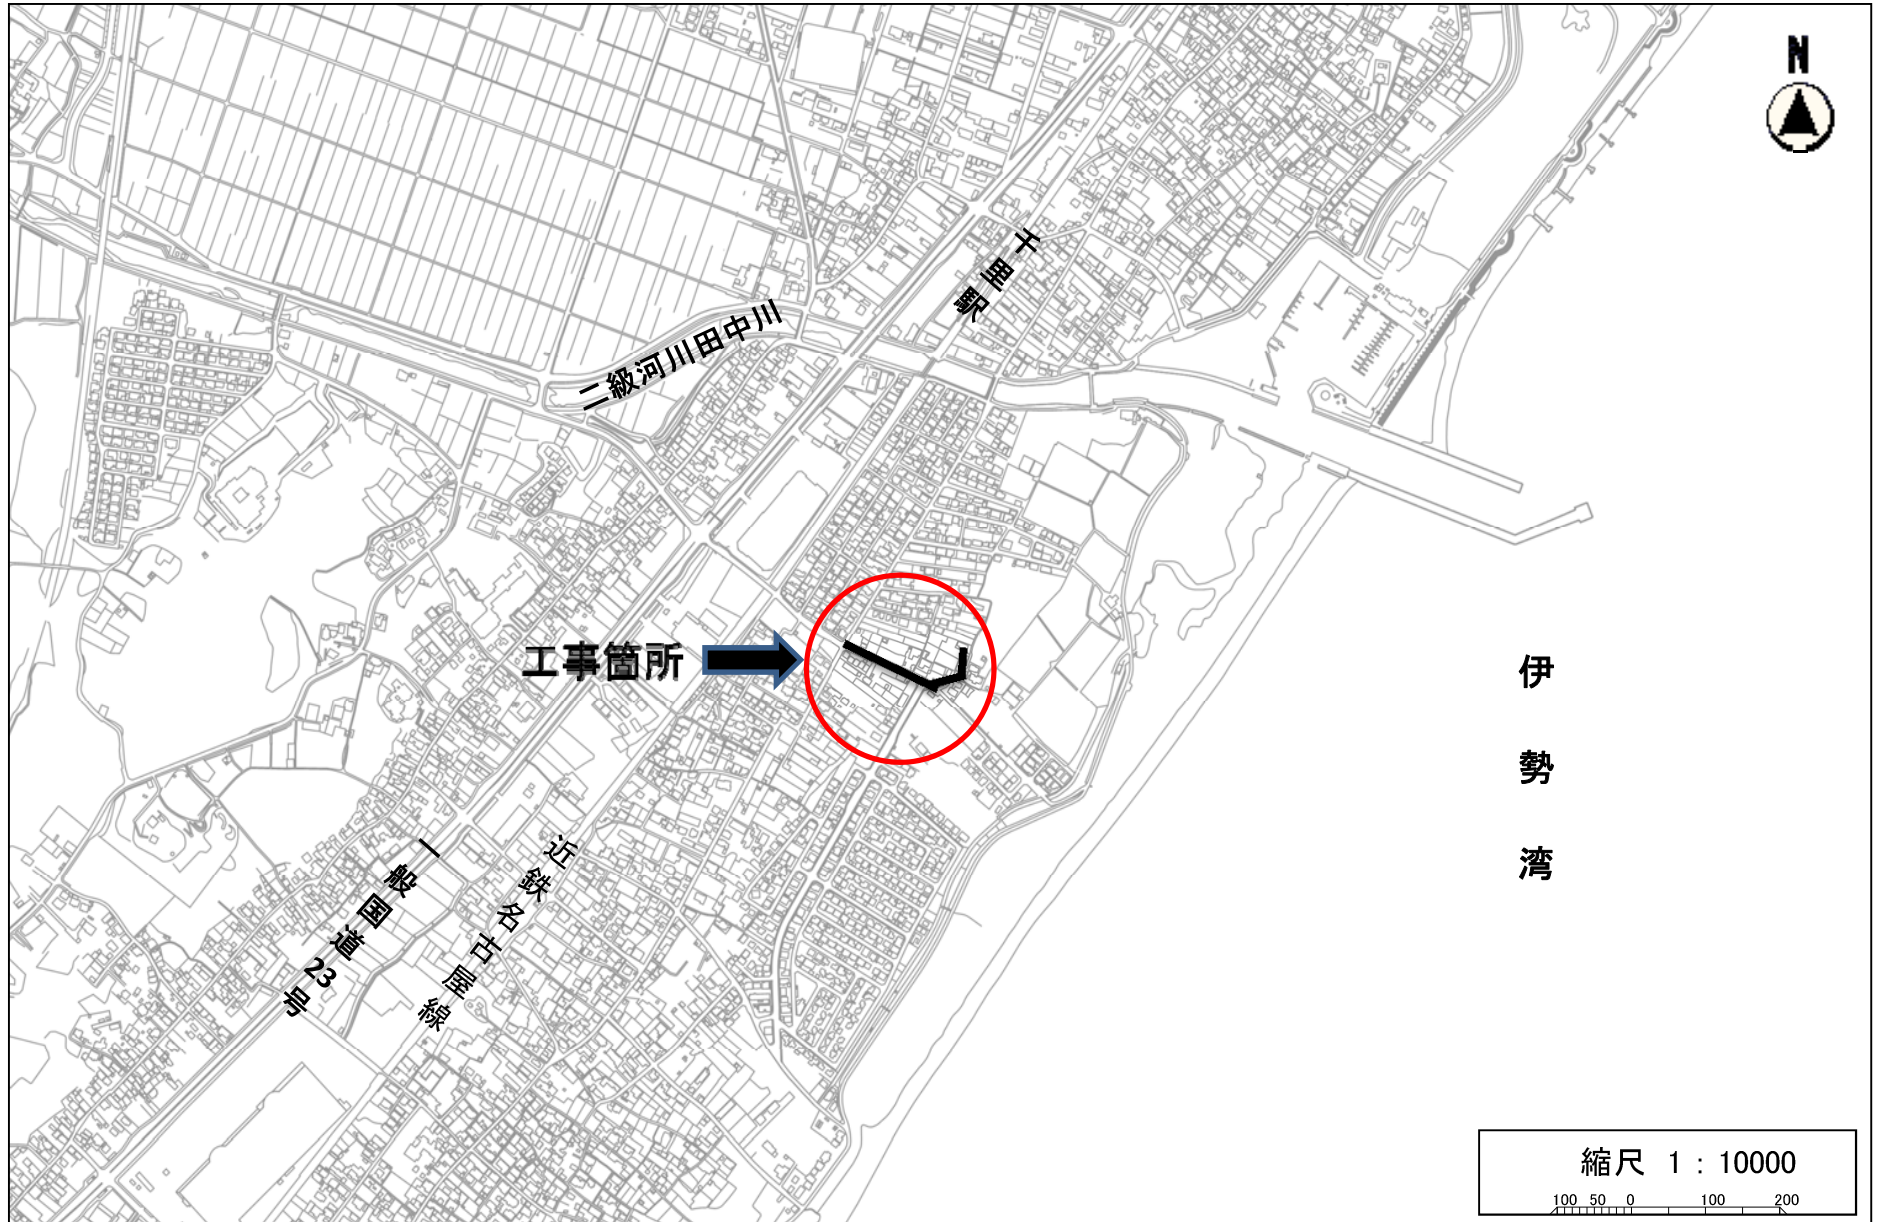 N
千里駅
二級河川田中川
工事箇所
伊勢湾
一般国道23号
近鉄名古屋線
縮尺 1 : 10000
100 50 0 100 200